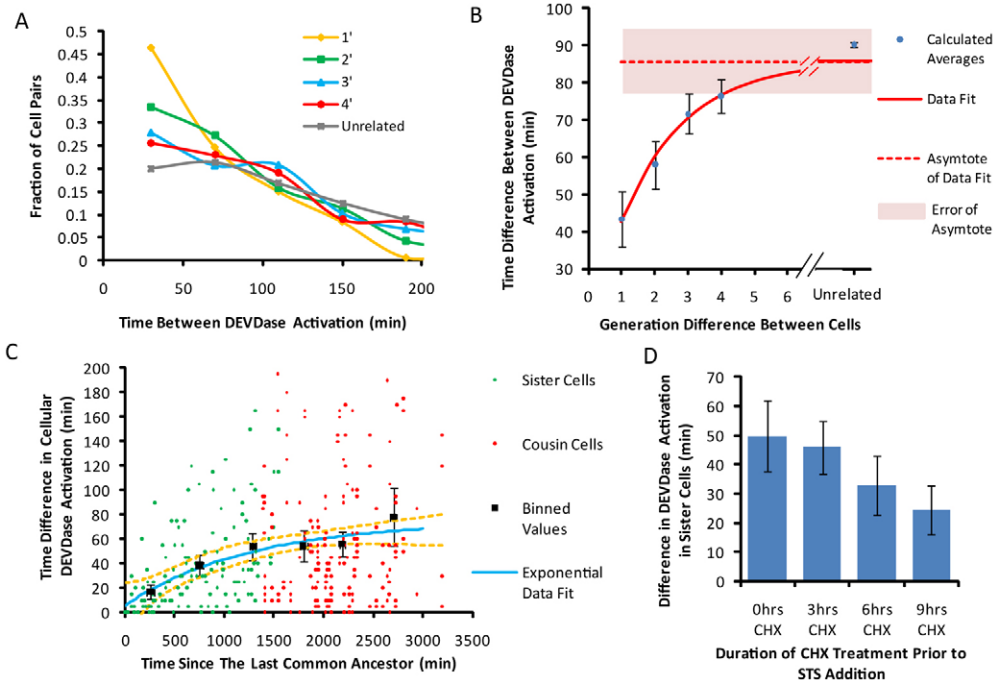 A
Fraction of Cell Pairs
0.5
0.45
0.4
0.35
0.3
0.25
0.2
0.15
0.1
0.05
0
0 50 100 150 200
Time Between DEVDase Activation (min)
1'
2'
3'
4'
Unrelated
B
Time Difference Between DEVDase
Activation (min)
100
90
80
70
60
50
40
30
0 1 2 3 4 5 6 Unrelated
Generation Difference Between Cells
Calculated
Averages
Data Fit
Asymtote
of Data Fit
Error of
Asymptote
C
Time Difference in Cellular
DEVDase Activation (min)
200
180
160
140
120
100
80
60
40
20
0
0 500 1000 1500 2000 2500 3000 3500
Time Since The Last Common Ancestor (min)
Sister Cells
Cousin Cells
Binned
Values
Exponential
Data Fit
D
Difference in DEVDase Activation
in Sister Cells (min)
70
60
50
40
30
20
10
0
0hrs 3hrs 6hrs 9hrs
CHX CHX CHX CHX
Duration of CHX Treatment Prior to
STS Addition